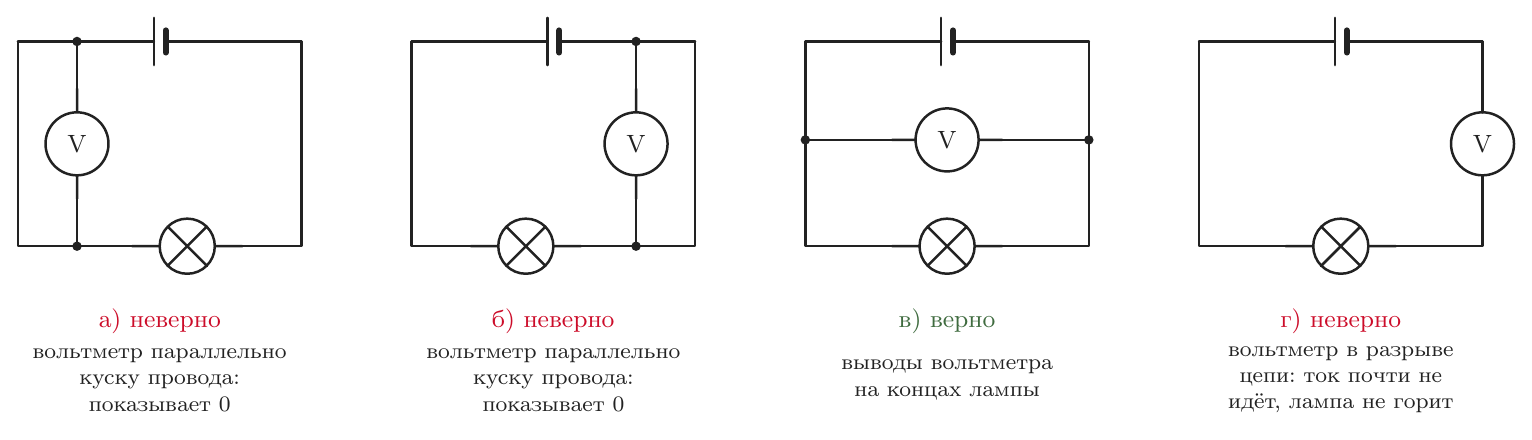 V
V
V
V
а) неверно
вольтметр параллельно
куску провода:
показывает 0
б) неверно
вольтметр параллельно
куску провода:
показывает 0
в) верно
выводы вольтметра
на концах лампы
г) неверно
вольтметр в разрыве
цепи: ток почти не
идёт, лампа не горит